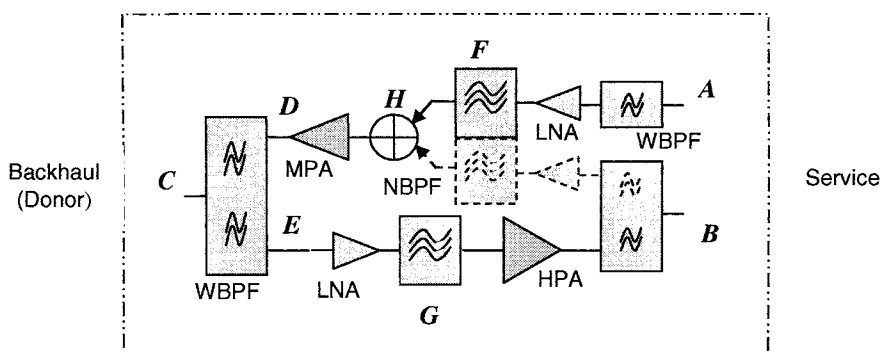 F
A
D
H
LNA
WBPF
MPA
Backhaul
(Donor)
C
NBPF
Service
E
B
WBPF
LNA
HPA
G